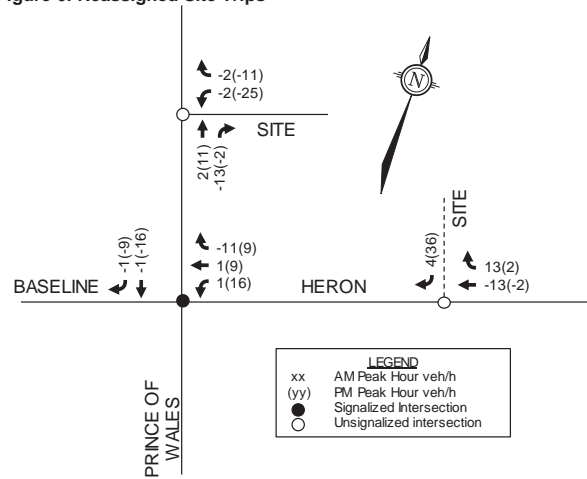 Figure 6: Reassigned Site Trips
-2(-11)
-2(-25)
SITE
2(11)
-13(-2)
N
-1(-9)
-1(-16)
-11(9)
1(9)
1(16)
BASELINE
HERON
4(36)
SITE
13(2)
-13(-2)
PRINCE OF
WALES
LEGEND
xx AM Peak Hour veh/h
(yy) PM Peak Hour veh/h
Signalized Intersection
Unsignalized intersection